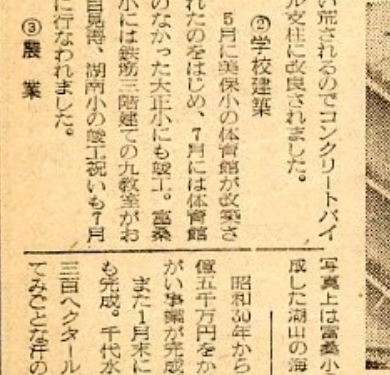 い荒されるのでコンクリートパイ
ル支柱に改良されました。
②学校建築
５月に美保小の体育館が改築さ
れたのをはじめ、７月には体育館
のなかった大正小にも竣工。富桑
小には鉄筋三階建ての九教室がお
目見得、湖南小の竣工祝いも７月
に行なわれました。
③農業
写真上は富桑小
成した湖山の海
昭和30年から
億五千万円をか
がい事業が完成
また１月末に
も完成。千代水
三百ヘクタール
てみごとな洋の